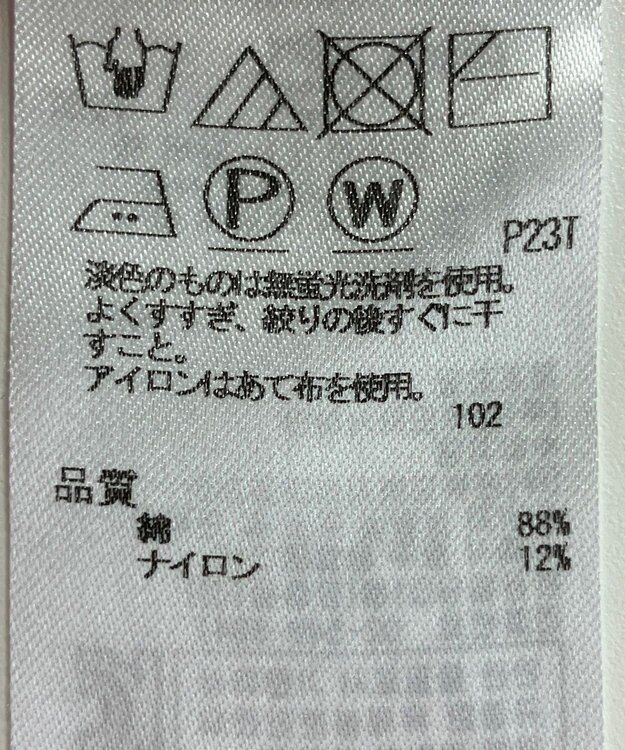 P
W
P23T
淡色のものは無蛍光洗剤を使用。
よくすすぎ、絞りの後すぐに干
すこと。
アイロンはあて布を使用。
102
品質
綿 88%
ナイロン 12%